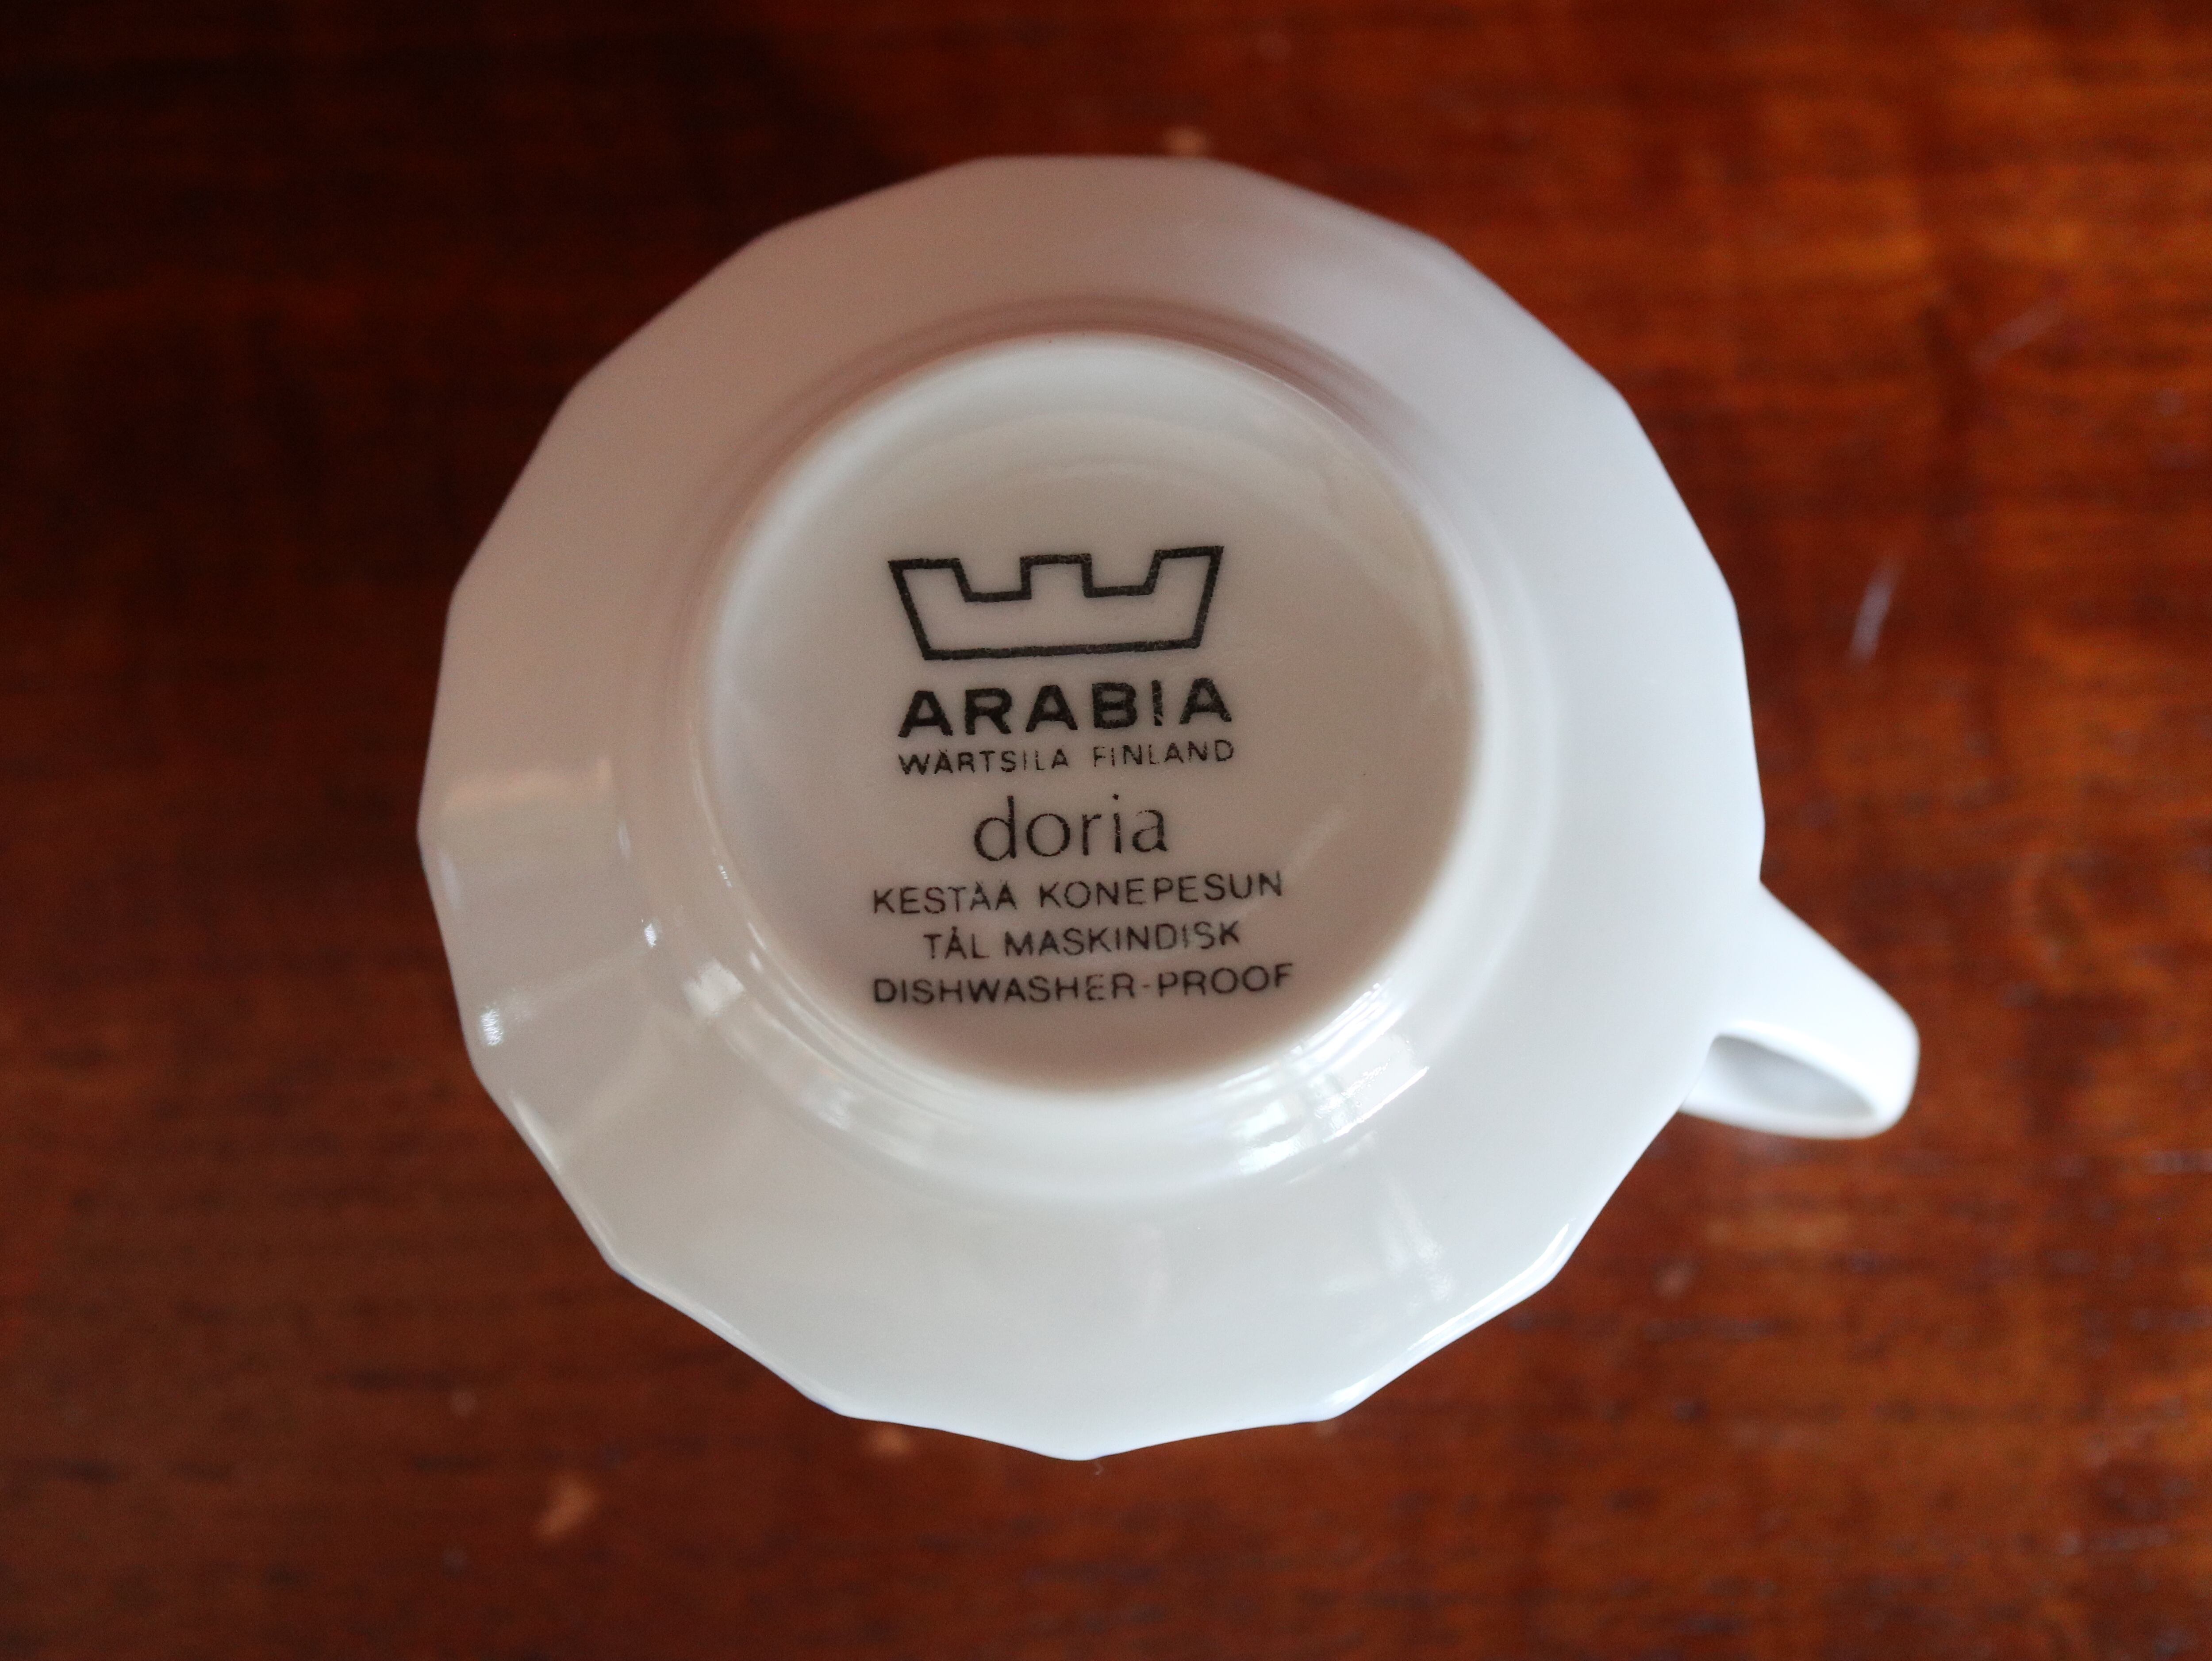 ARABIA
WÄRTSILÄ FINLAND
doria
KESTÄÄ KONEPESUN
TÅL MASKINDISK
DISHWASHER-PROOF